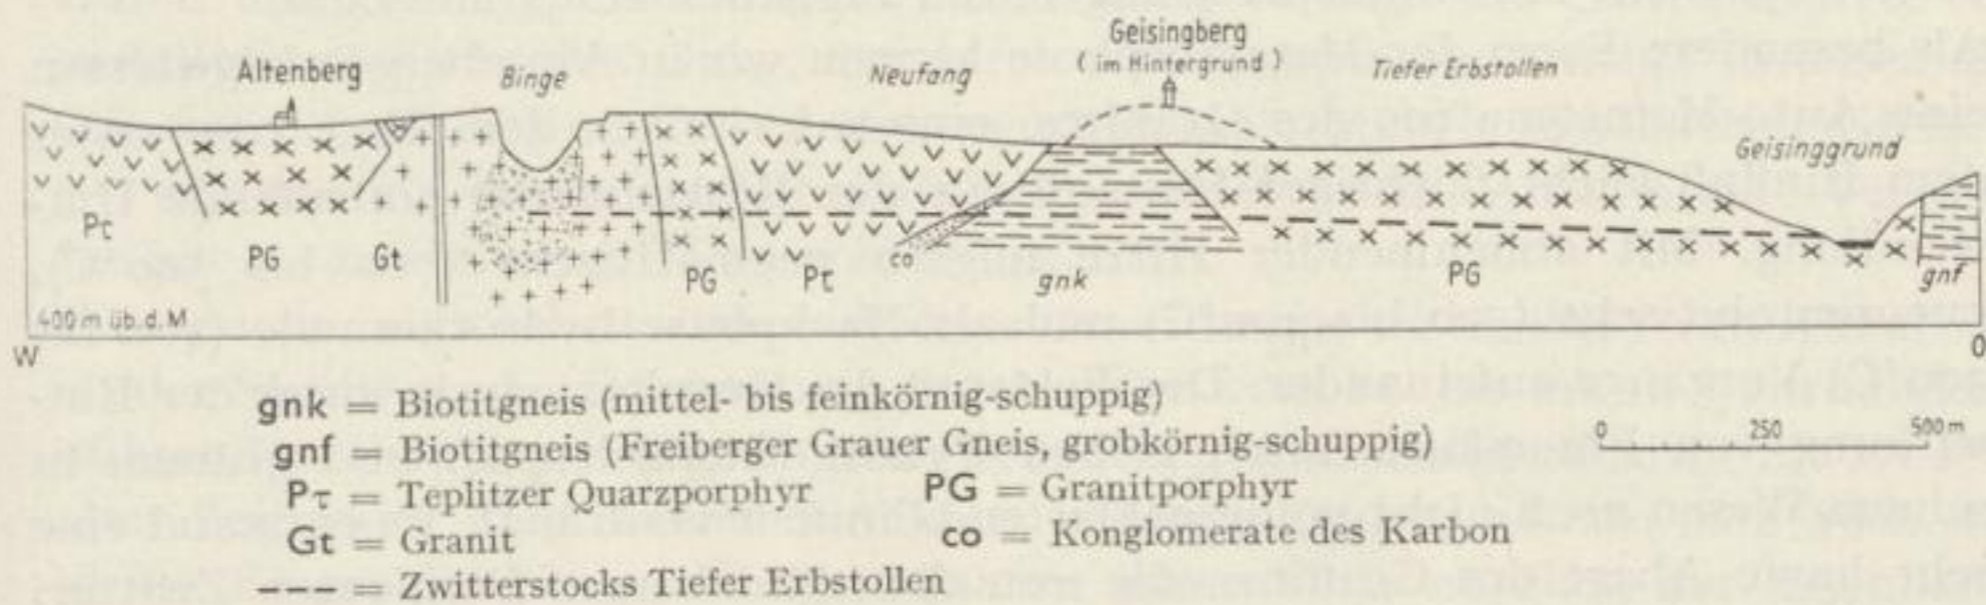 Geisingberg
Altenberg Binge Neufang ( im Hintergrund ) Tiefer Erbstollen
Geisinggrund
Pτ PG Gt PG Pτ co gnk PG gnf
400 m üb. d. M
W O
gnk = Biotitgneis (mittel- bis feinkörnig-schuppig)
gnf = Biotitgneis (Freiberger Grauer Gneis, grobkörnig-schuppig)
0 250 500 m
Pτ = Teplitzer Quarzporphyr PG = Granitporphyr
Gt = Granit co = Konglomerate des Karbon
--- = Zwitterstocks Tiefer Erbstollen